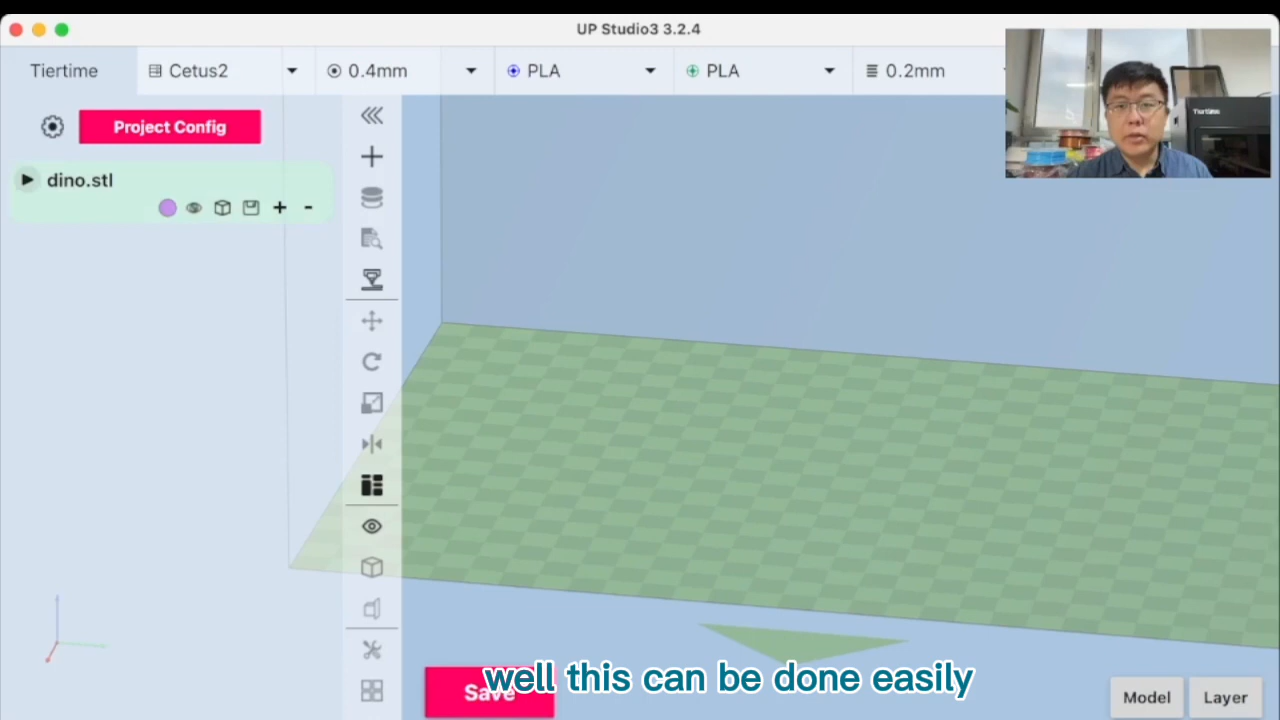 UP Studio3 3.2.4
Tiertime
Cetus2
0.4mm
PLA
PLA
0.2mm
Project Config
Tiertime
dino.stl
Save
well this can be done easily
Model
Layer